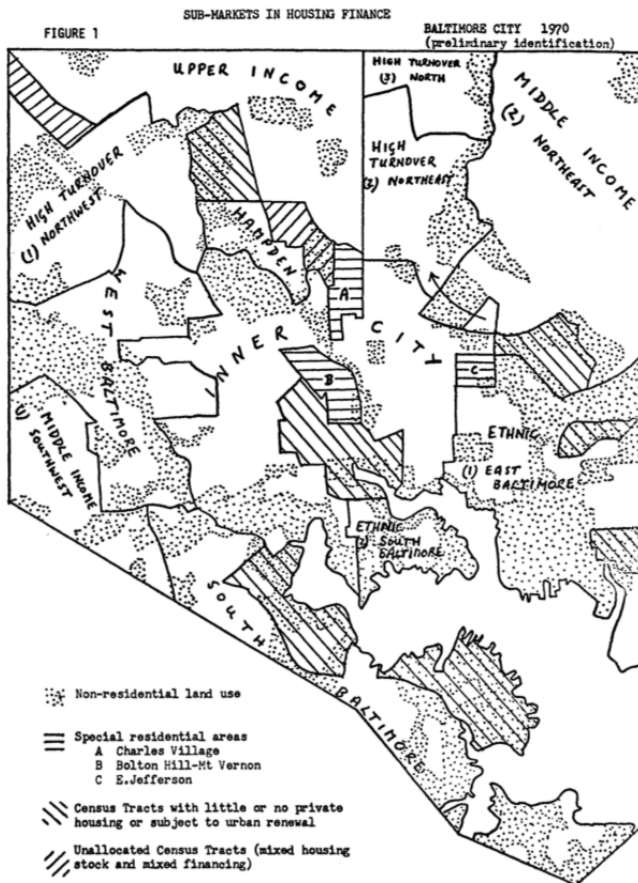 SUB-MARKETS IN HOUSING FINANCE
FIGURE 1
BALTIMORE CITY 1970
(preliminary identification)
UPPER INCOME
HIGH TURNOVER
(3) NORTH
MIDDLE INCOME
(2) NORTHEAST
HIGH TURNOVER
(2) NORTHEAST
HIGH TURNOVER
(1) NORTHWEST
HAMPDEN
WEST BALTIMORE
A
INNER CITY
B
C
MIDDLE INCOME
(1) SOUTHWEST
ETHNIC
(1) EAST
BALTIMORE
ETHNIC
(2) SOUTH
BALTIMORE
SOUTH BALTIMORE
Non-residential land use
Special residential areas
A Charles Village
B Bolton Hill-Mt Vernon
C E.Jefferson
Census Tracts with little or no private
housing or subject to urban renewal
Unallocated Census Tracts (mixed housing
stock and mixed financing)